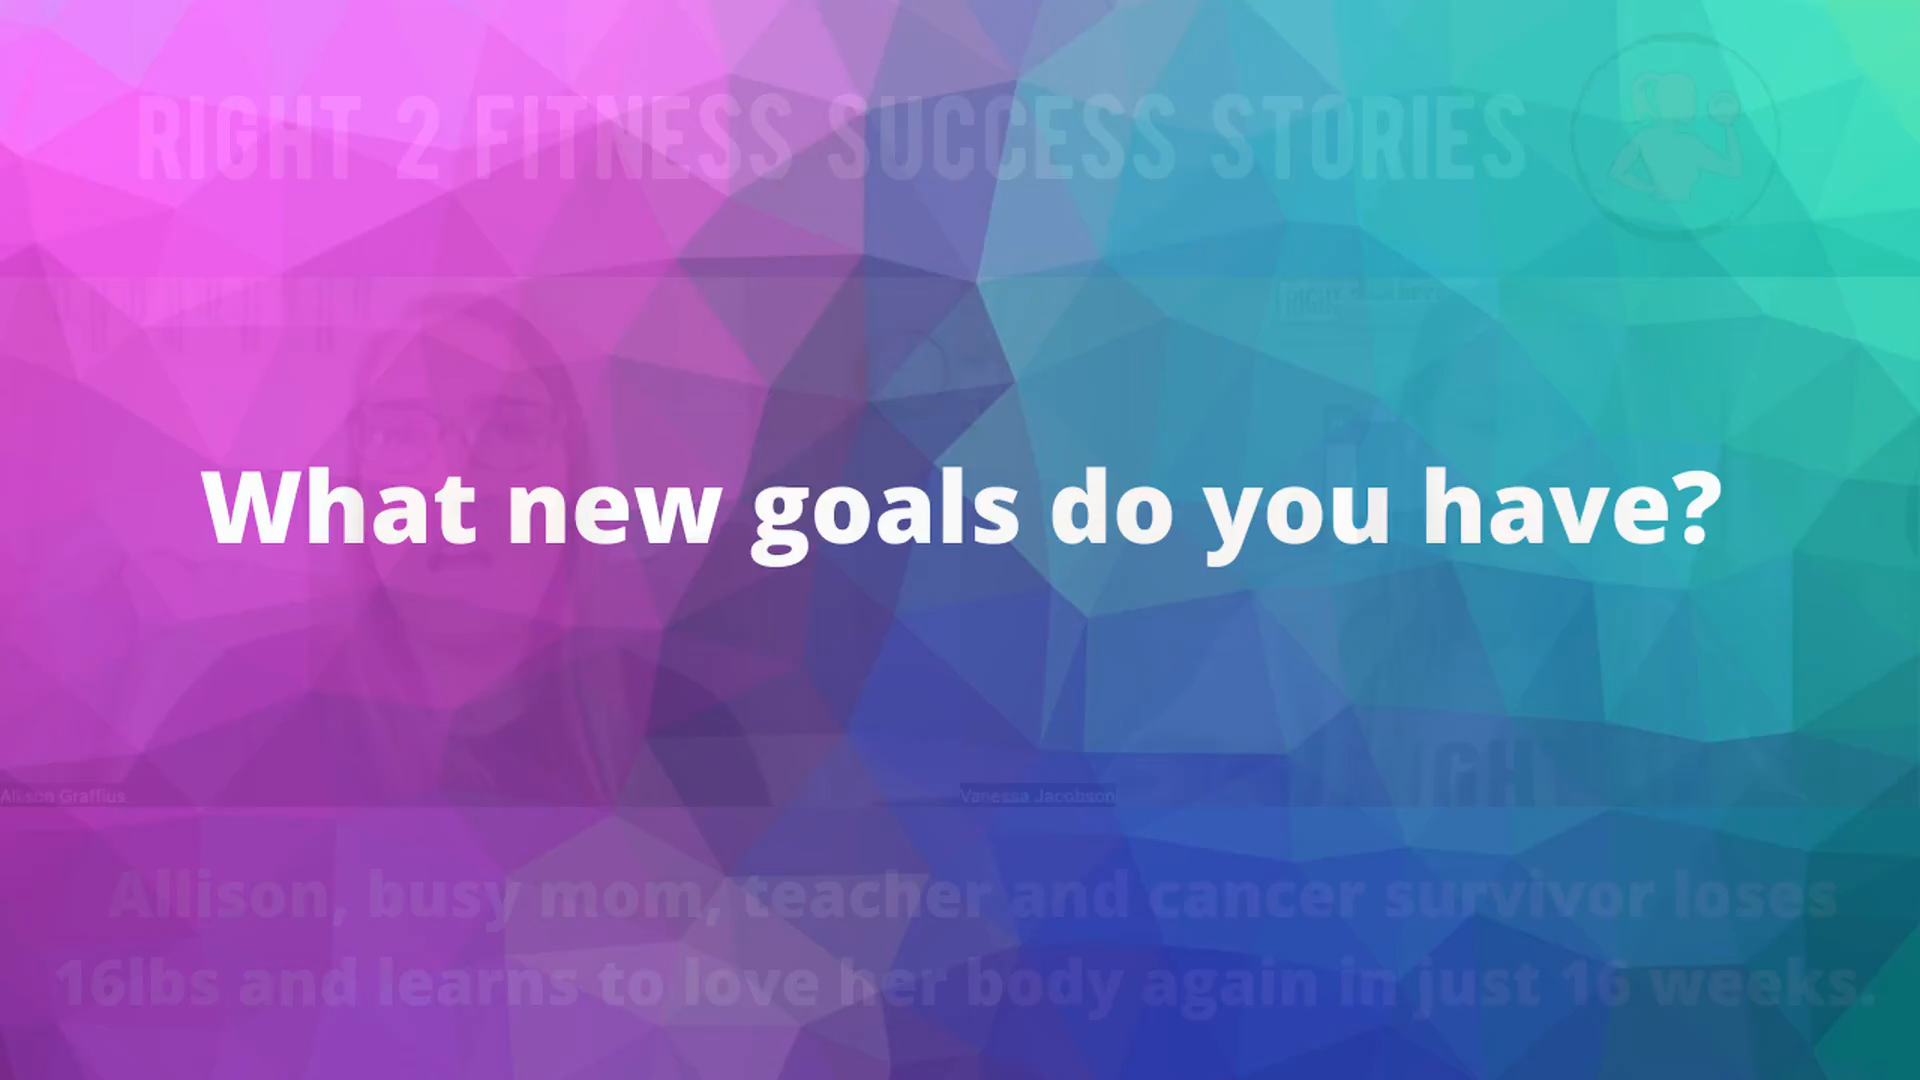 RIGHT 2 FITNESS SUCCESS STORIES
RIGHT
What new goals do you have?
Allison Graffius
Vanessa Jacobson
Allison, busy mom, teacher and cancer survivor loses
16lbs and learns to love her body again in just 16 weeks.